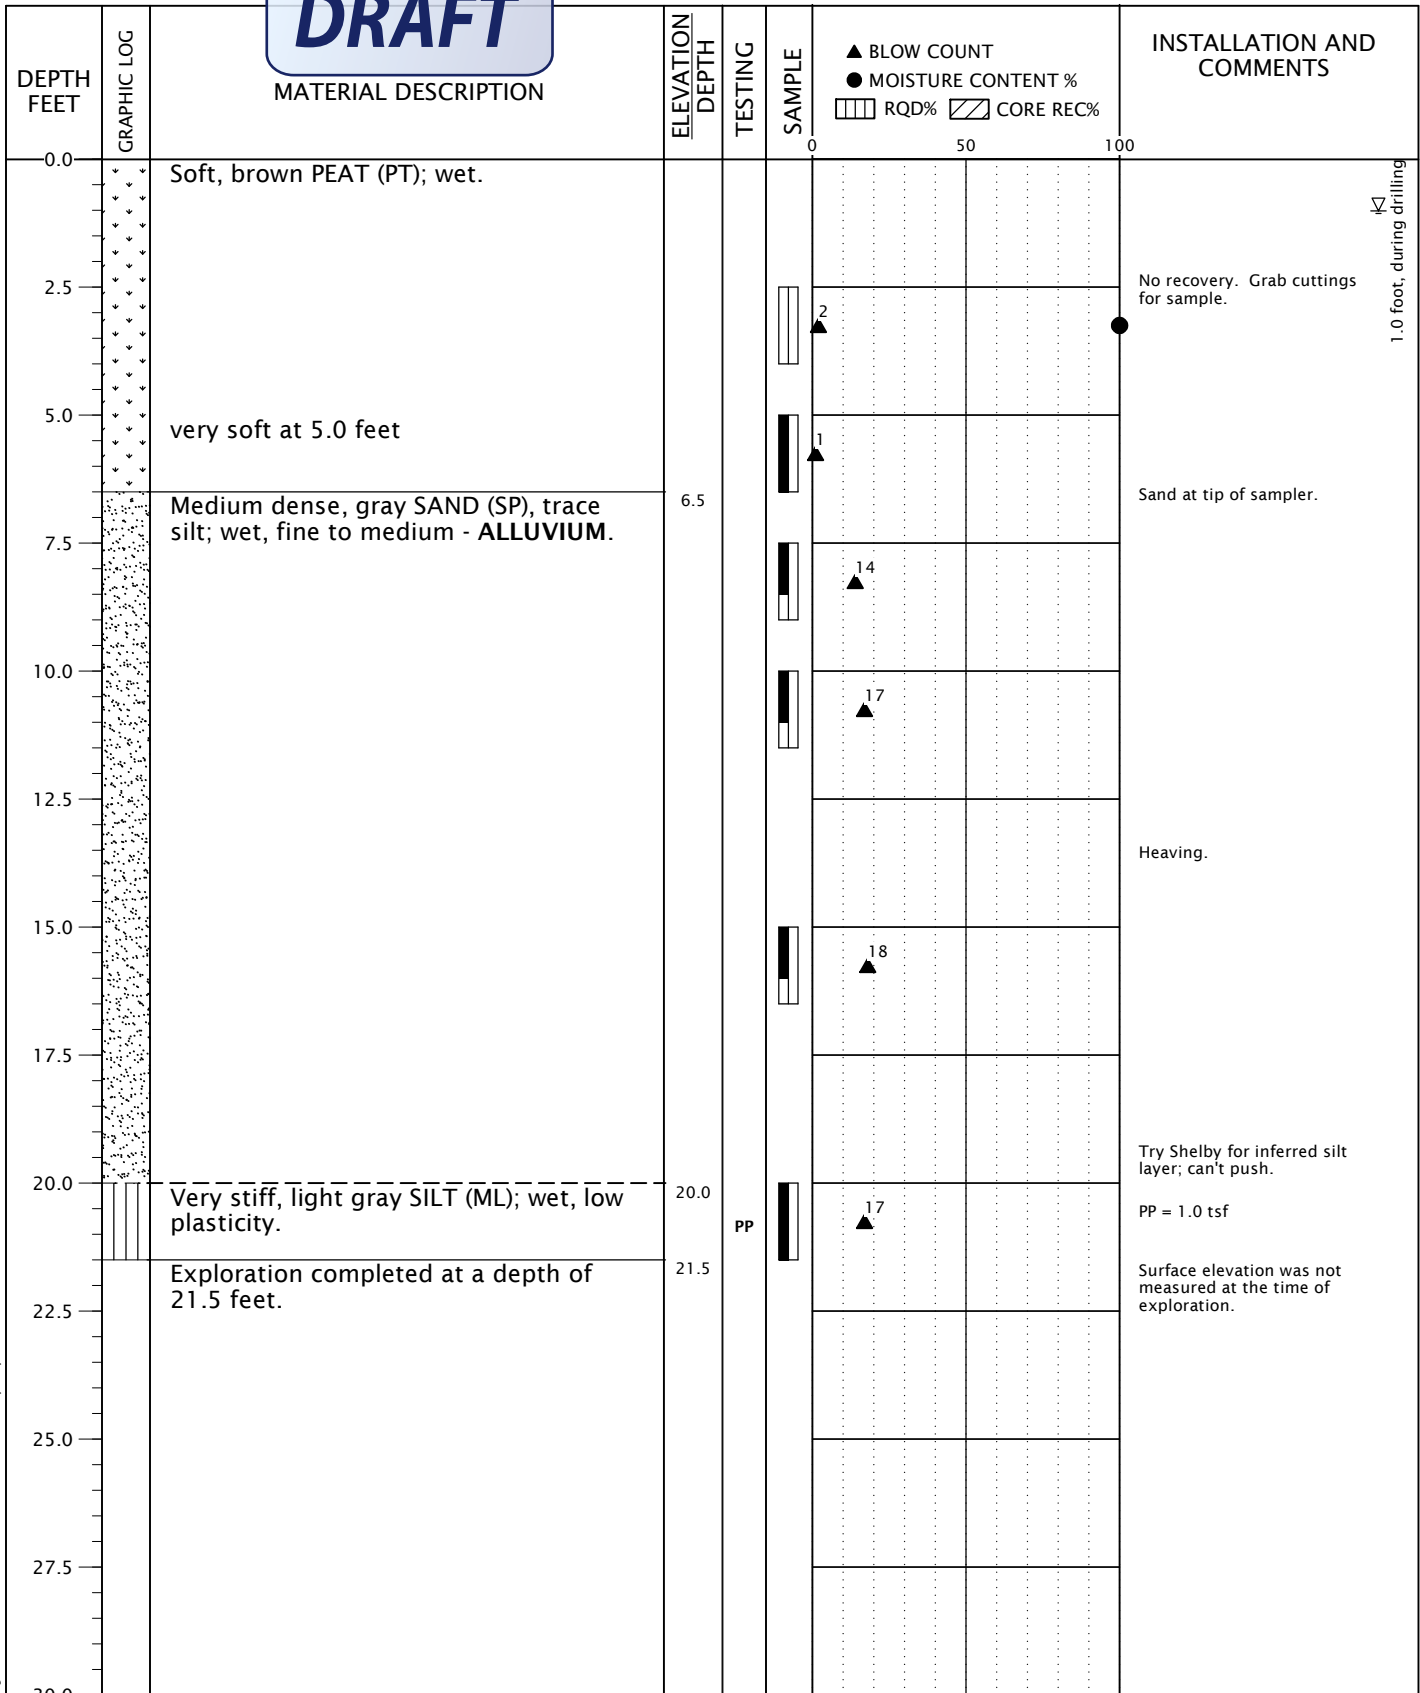 DRAFT
DEPTH
FEET
GRAPHIC LOG
MATERIAL DESCRIPTION
ELEVATION
DEPTH
TESTING
SAMPLE
▲ BLOW COUNT
● MOISTURE CONTENT %
RQD% CORE REC%
0 50 100
INSTALLATION AND
COMMENTS
0.0
Soft, brown PEAT (PT); wet.
1.0 foot, during drilling
2.5
No recovery. Grab cuttings
for sample.
2
5.0
very soft at 5.0 feet
1
Medium dense, gray SAND (SP), trace
silt; wet, fine to medium - ALLUVIUM.
6.5
Sand at tip of sampler.
7.5
14
10.0
17
12.5
Heaving.
15.0
18
17.5
Try Shelby for inferred silt
layer; can't push.
20.0
Very stiff, light gray SILT (ML); wet, low
plasticity.
20.0
PP
17
PP = 1.0 tsf
Exploration completed at a depth of
21.5 feet.
21.5
Surface elevation was not
measured at the time of
exploration.
22.5
25.0
27.5